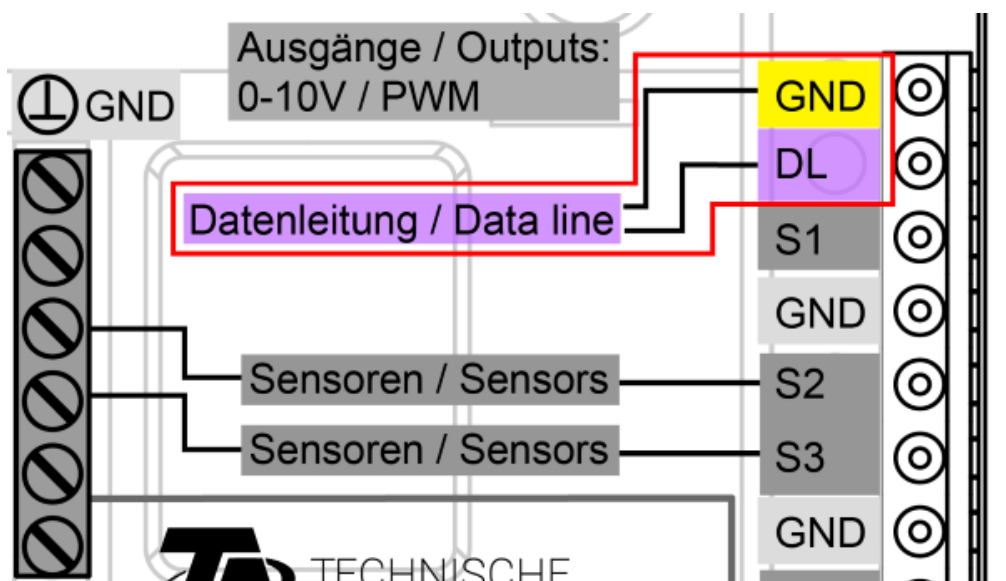 Ausgänge / Outputs:
0-10V / PWM
GND
GND
DL
Datenleitung / Data line
S1
GND
Sensoren / Sensors
S2
Sensoren / Sensors
S3
GND
TA
TECHNISCHE